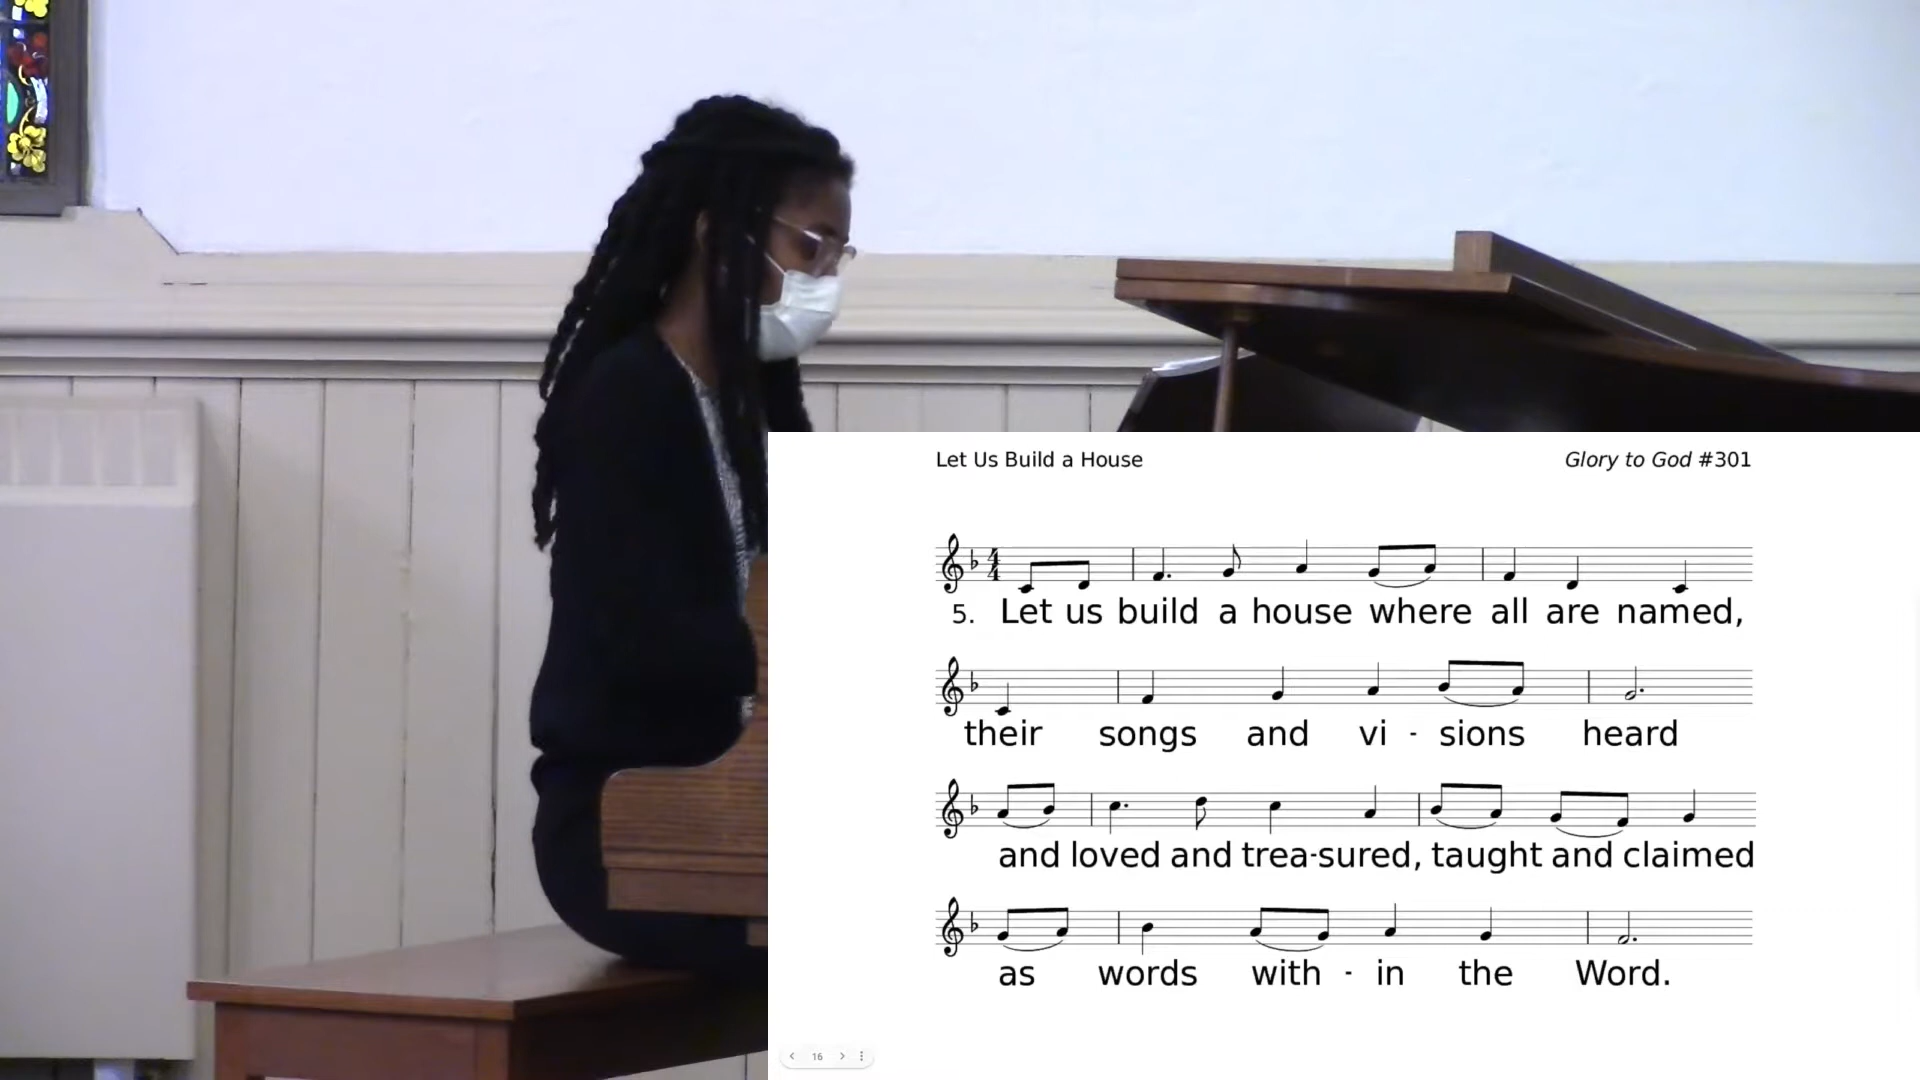 Let Us Build a House Glory to God #301
5. Let us build a house where all are named,
their songs and vi - sions heard
and loved and trea-sured, taught and claimed
as words with - in the Word.
16